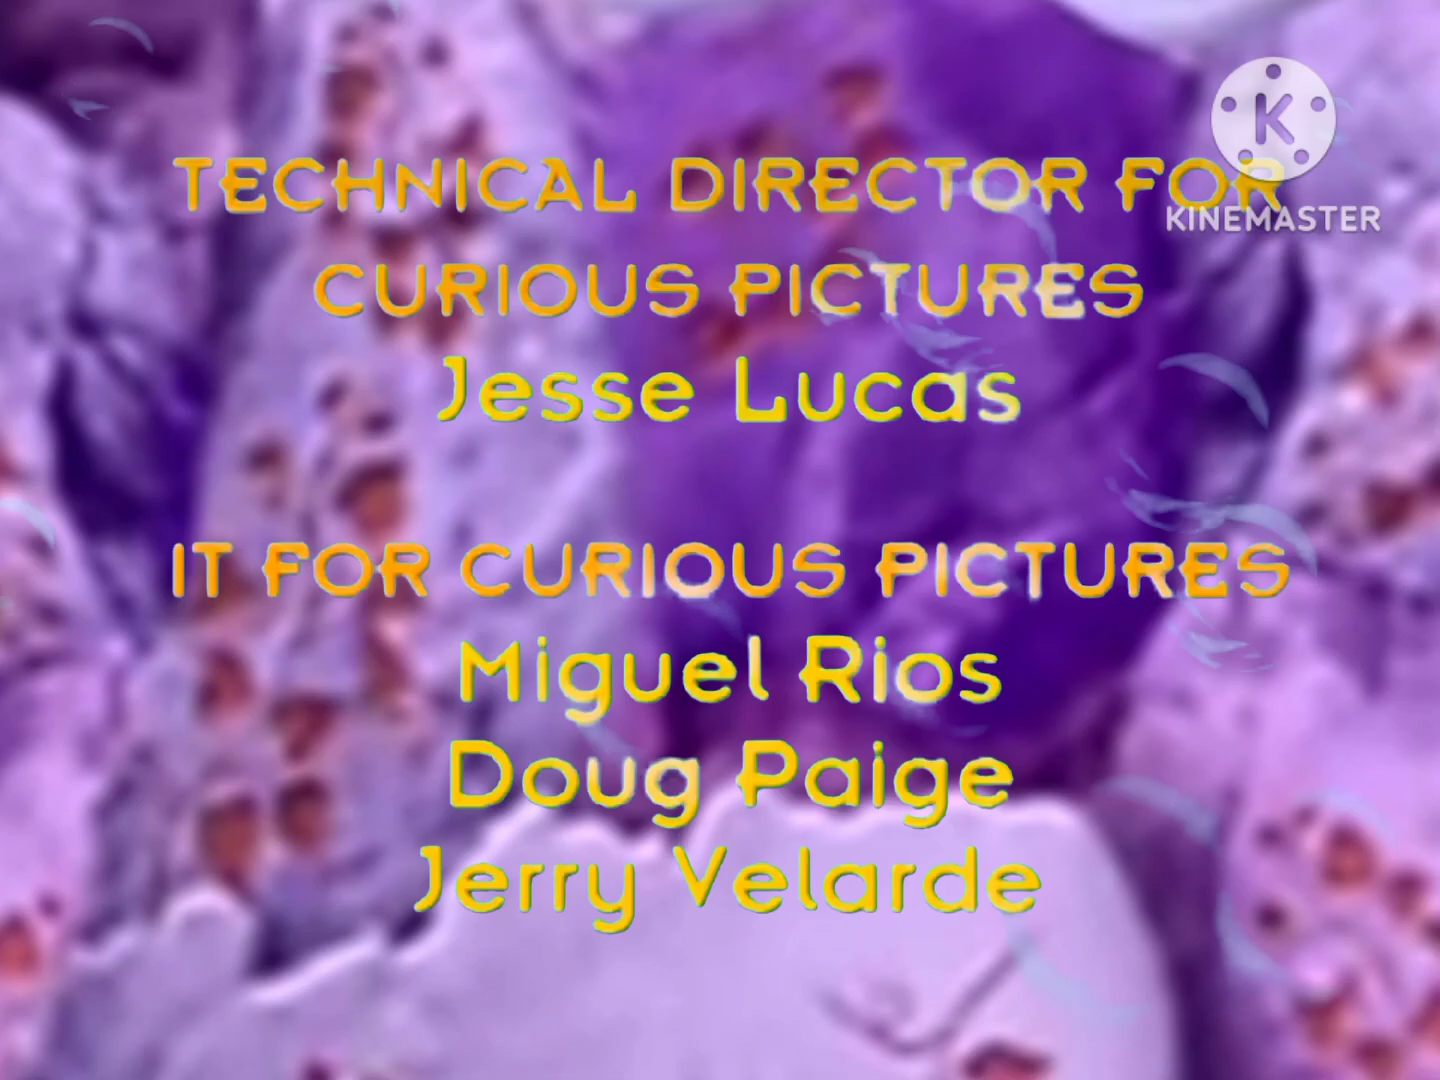 TECHNICAL DIRECTOR FOR
KINEMASTER
CURIOUS PICTURES
Jesse Lucas
IT FOR CURIOUS PICTURES
Miguel Rios
Doug Paige
Jerry Velarde